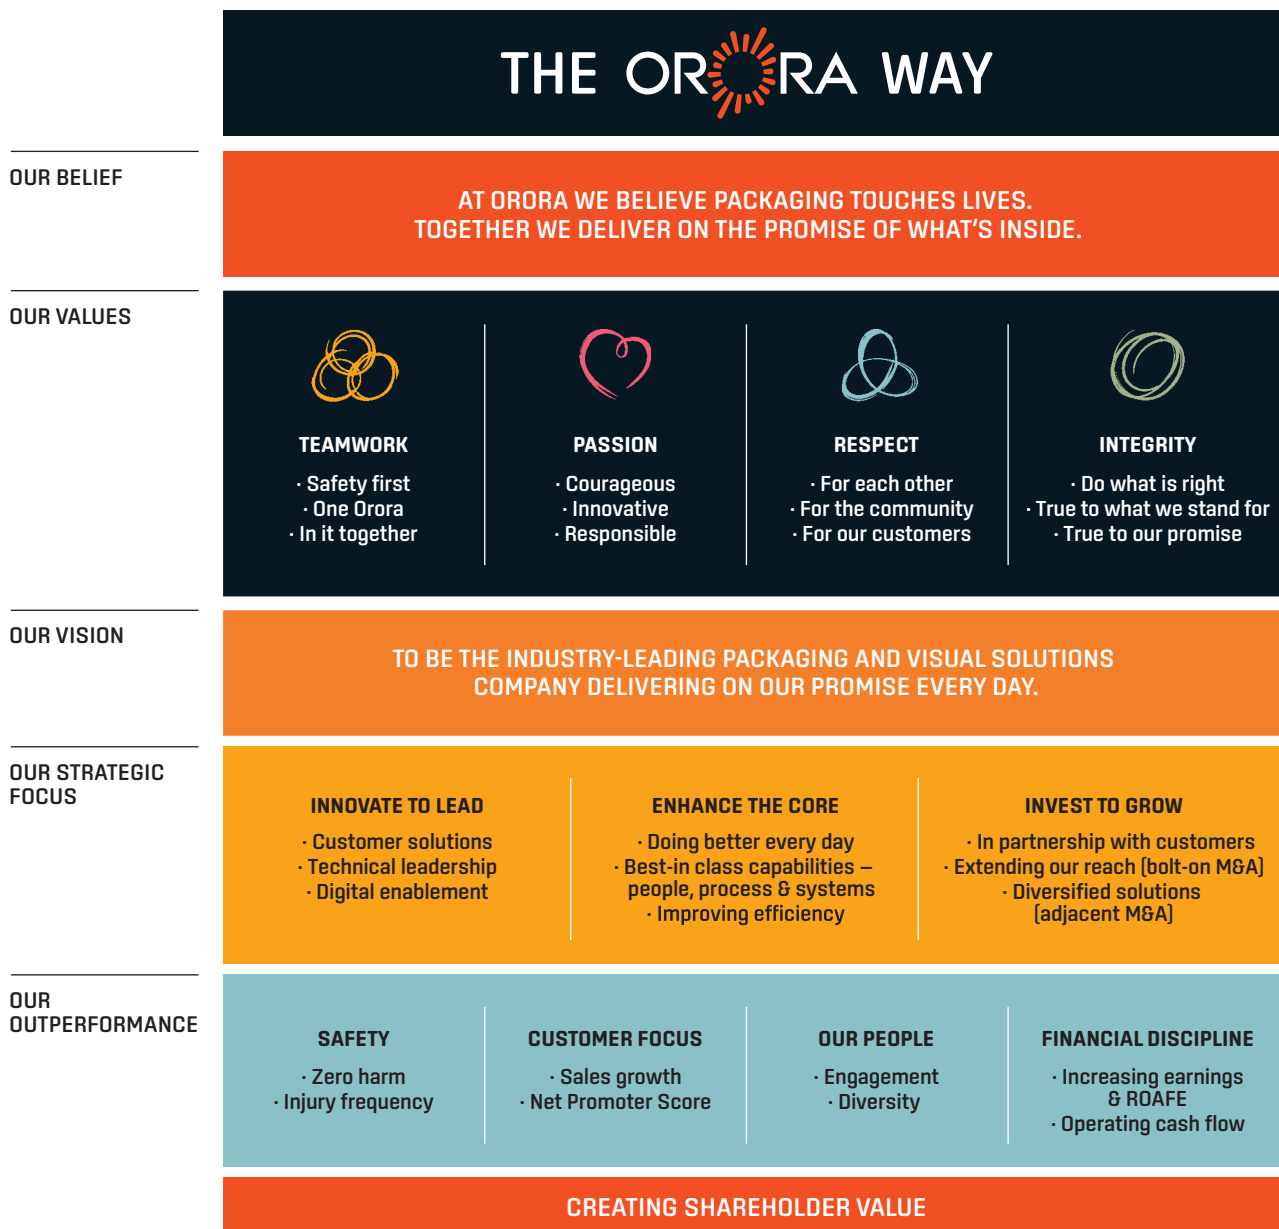 THE ORORA WAY
OUR BELIEF
AT ORORA WE BELIEVE PACKAGING TOUCHES LIVES.
TOGETHER WE DELIVER ON THE PROMISE OF WHAT'S INSIDE.
OUR VALUES
TEAMWORK
· Safety first
· One Orora
· In it together
PASSION
· Courageous
· Innovative
· Responsible
RESPECT
· For each other
· For the community
· For our customers
INTEGRITY
· Do what is right
· True to what we stand for
· True to our promise
OUR VISION
TO BE THE INDUSTRY-LEADING PACKAGING AND VISUAL SOLUTIONS
COMPANY DELIVERING ON OUR PROMISE EVERY DAY.
OUR STRATEGIC
FOCUS
INNOVATE TO LEAD
· Customer solutions
· Technical leadership
· Digital enablement
ENHANCE THE CORE
· Doing better every day
· Best-in class capabilities –
people, process & systems
· Improving efficiency
INVEST TO GROW
· In partnership with customers
· Extending our reach (bolt-on M&A)
· Diversified solutions
(adjacent M&A)
OUR
OUTPERFORMANCE
SAFETY
· Zero harm
· Injury frequency
CUSTOMER FOCUS
· Sales growth
· Net Promoter Score
OUR PEOPLE
· Engagement
· Diversity
FINANCIAL DISCIPLINE
· Increasing earnings
& ROAFE
· Operating cash flow
CREATING SHAREHOLDER VALUE